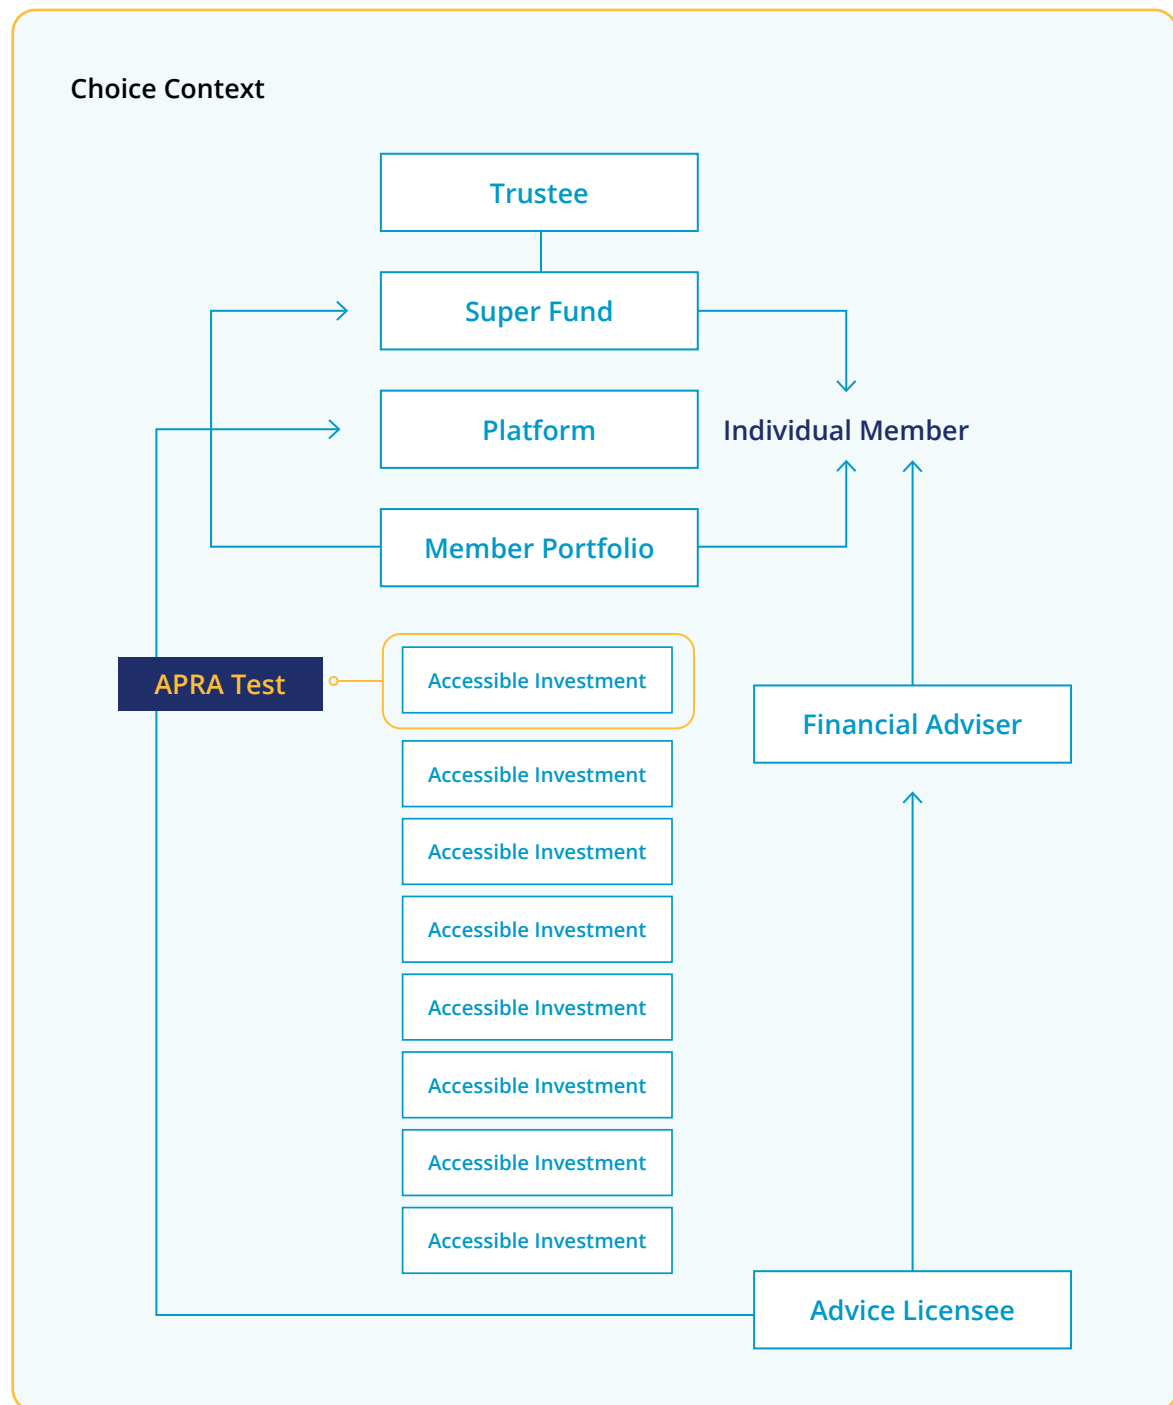 Choice Context
Trustee
Super Fund
Platform
Individual Member
Member Portfolio
APRA Test
Accessible Investment
Financial Adviser
Accessible Investment
Accessible Investment
Accessible Investment
Accessible Investment
Accessible Investment
Accessible Investment
Accessible Investment
Advice Licensee